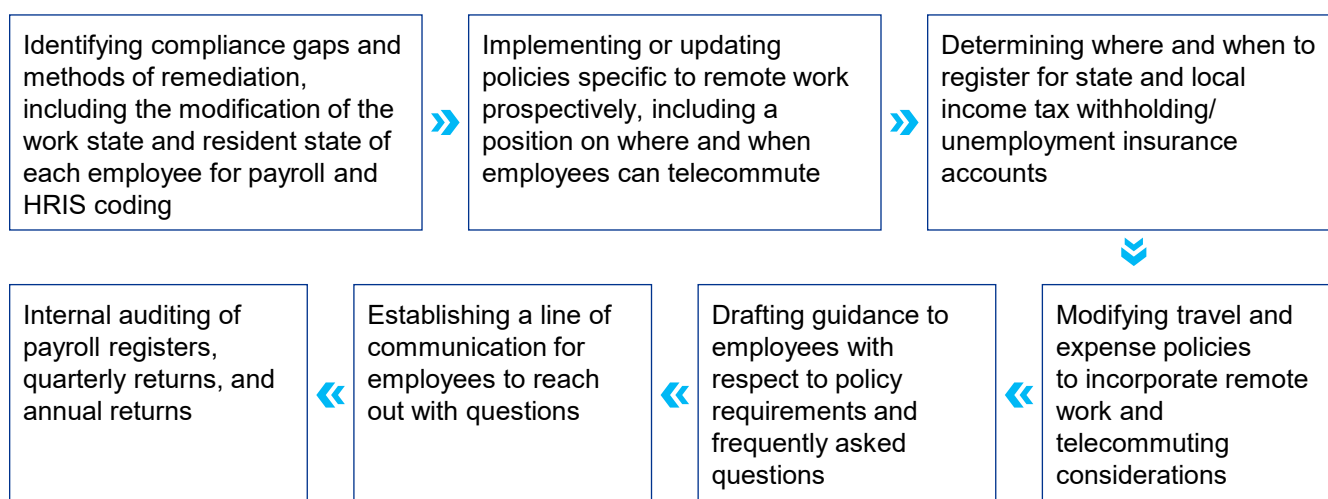 Identifying compliance gaps and
methods of remediation,
including the modification of the
work state and resident state of
each employee for payroll and
HRIS coding
Implementing or updating
policies specific to remote work
prospectively, including a
position on where and when
employees can telecommute
Determining where and when to
register for state and local
income tax withholding/
unemployment insurance
accounts
Modifying travel and
expense policies
to incorporate remote
work and
telecommuting
considerations
Drafting guidance to
employees with
respect to policy
requirements and
frequently asked
questions
Establishing a line of
communication for
employees to reach
out with questions
Internal auditing of
payroll registers,
quarterly returns, and
annual returns